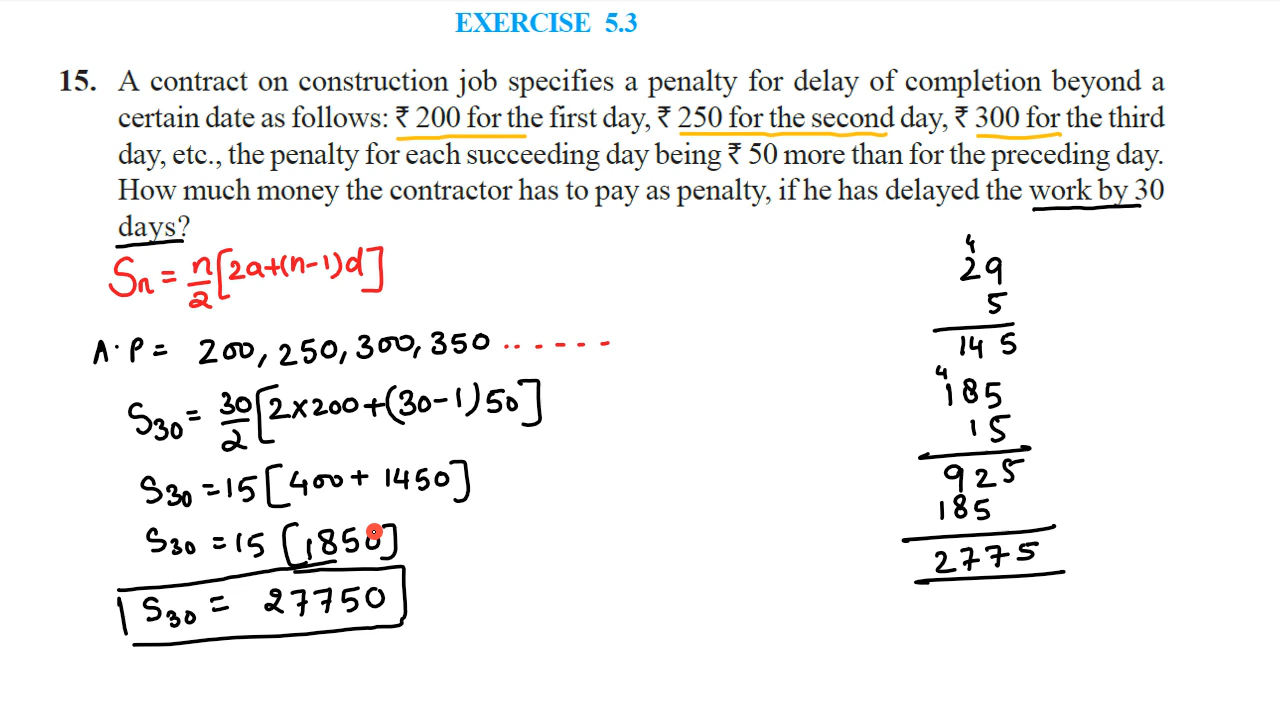 EXERCISE 5.3
15. A contract on construction job specifies a penalty for delay of completion beyond a
certain date as follows: ₹ 200 for the first day, ₹ 250 for the second day, ₹ 300 for the third
day, etc., the penalty for each succeeding day being ₹ 50 more than for the preceding day.
How much money the contractor has to pay as penalty, if he has delayed the work by 30
days?
Sn = n/2 [2a+(n-1)d]
A.P = 200, 250, 300, 350 ........
S30 = 30/2 [2×200+(30-1)50]
S30 = 15 [400 + 1450]
S30 = 15 [1850]
S30 = 27750
4
29
5
145
4
185
15
925
185
2775